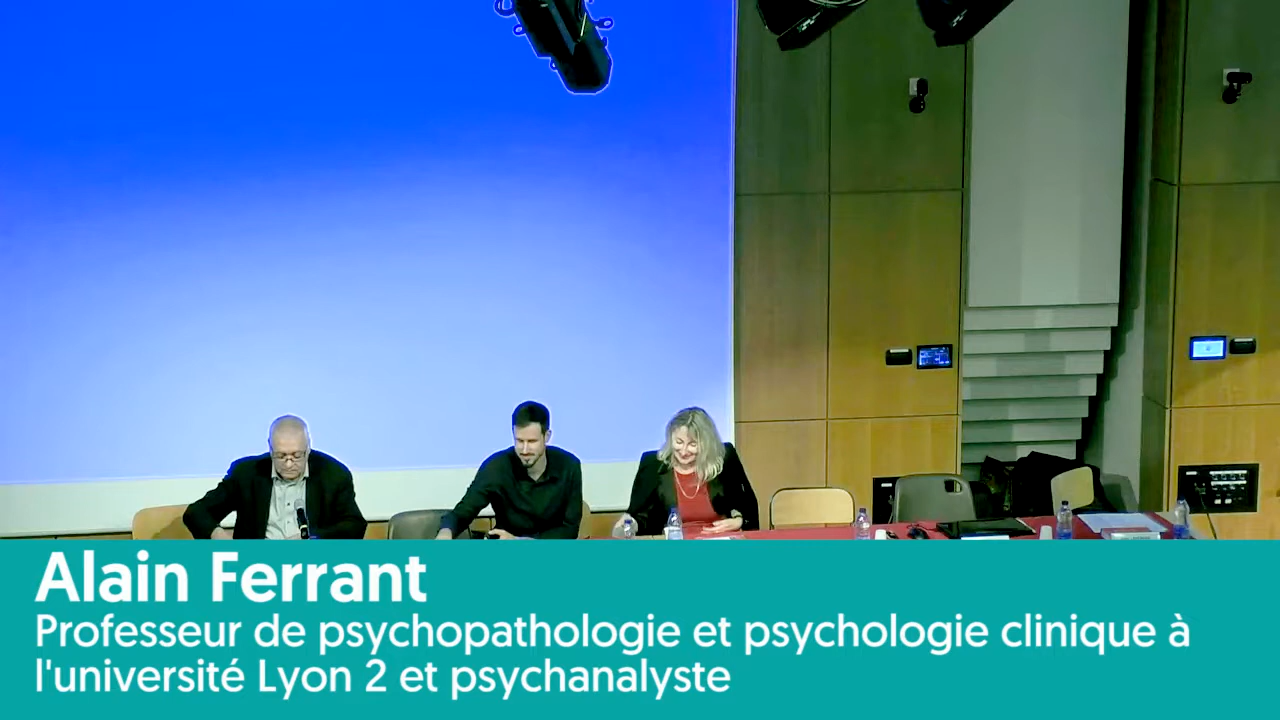 Alain Ferrant
Professeur de psychopathologie et psychologie clinique à
l'université Lyon 2 et psychanalyste